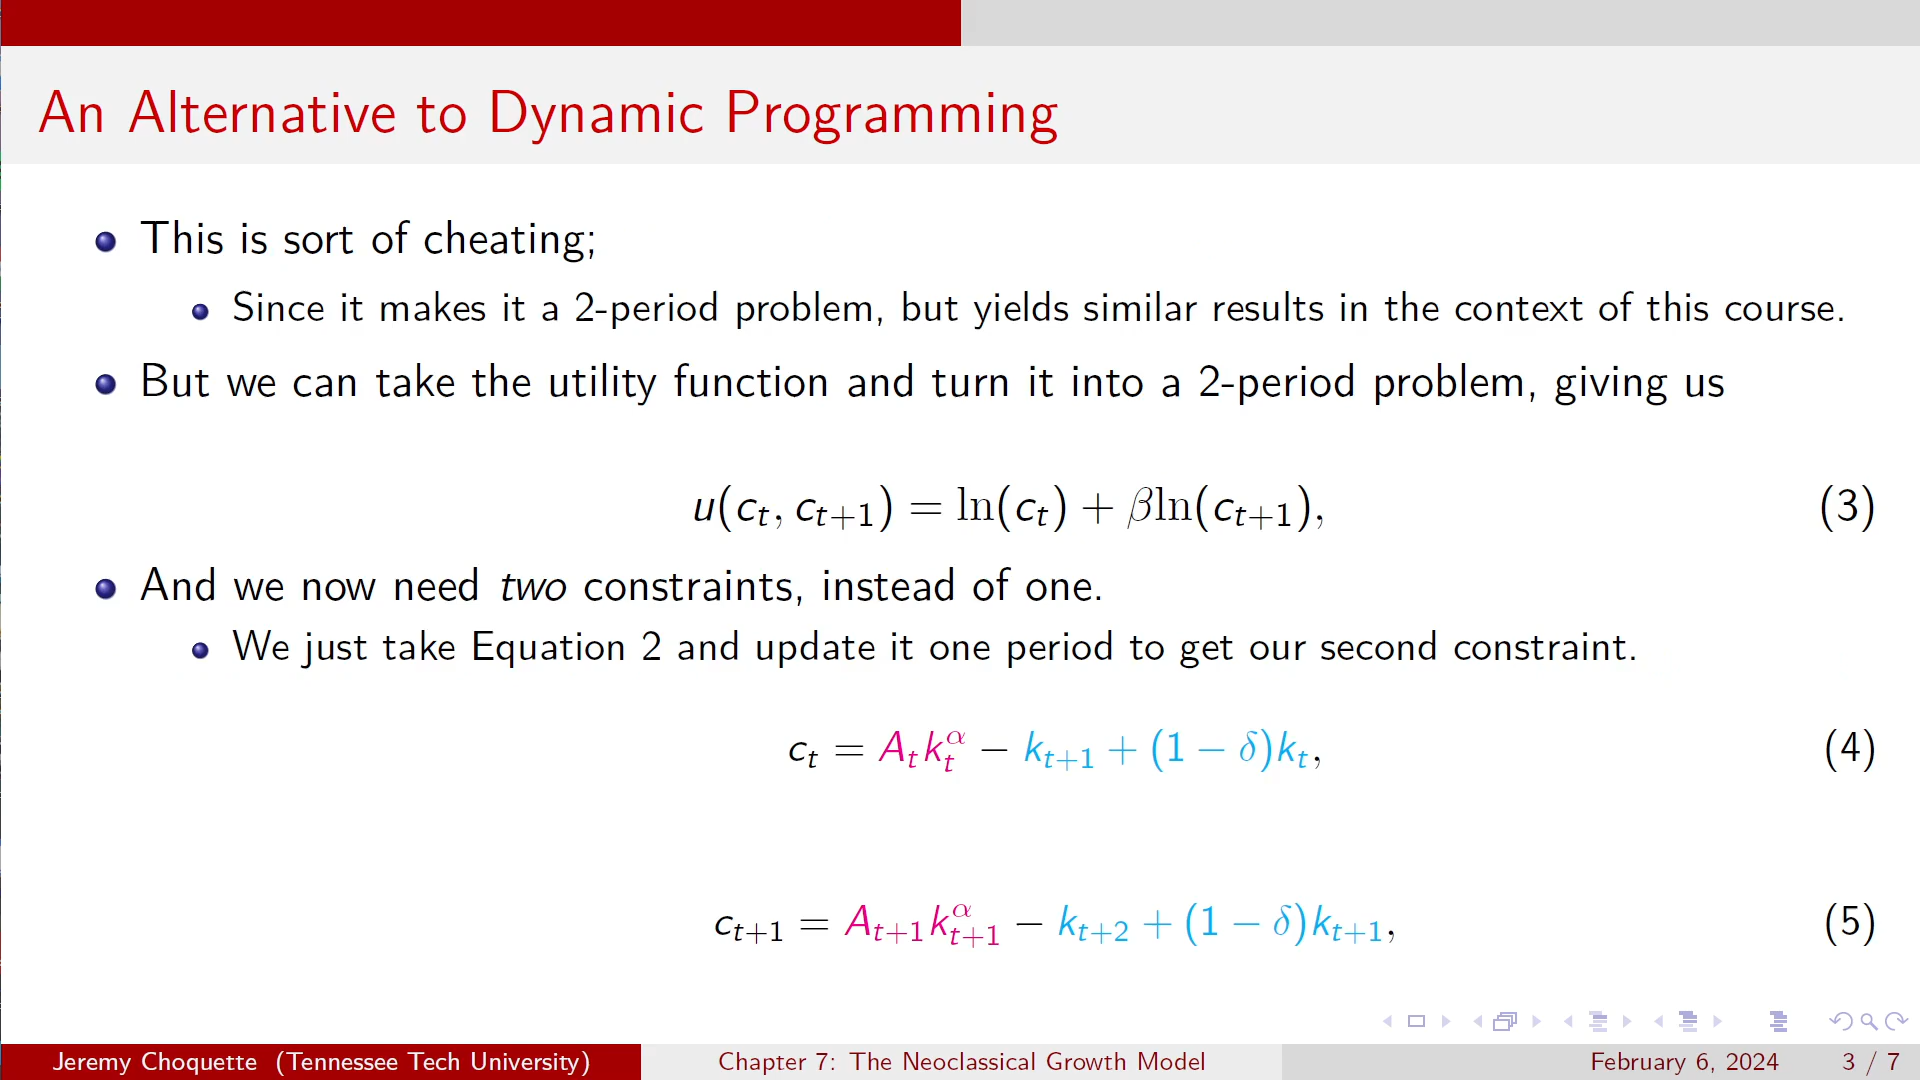 An Alternative to Dynamic Programming
This is sort of cheating;
Since it makes it a 2-period problem, but yields similar results in the context of this course.
But we can take the utility function and turn it into a 2-period problem, giving us
u(c_t, c_{t+1}) = ln(c_t) + βln(c_{t+1}), (3)
And we now need two constraints, instead of one.
We just take Equation 2 and update it one period to get our second constraint.
c_t = A_t k_t^α − k_{t+1} + (1 − δ)k_t, (4)
c_{t+1} = A_{t+1} k_{t+1}^α − k_{t+2} + (1 − δ)k_{t+1}, (5)
Jeremy Choquette (Tennessee Tech University) Chapter 7: The Neoclassical Growth Model February 6, 2024 3 / 7